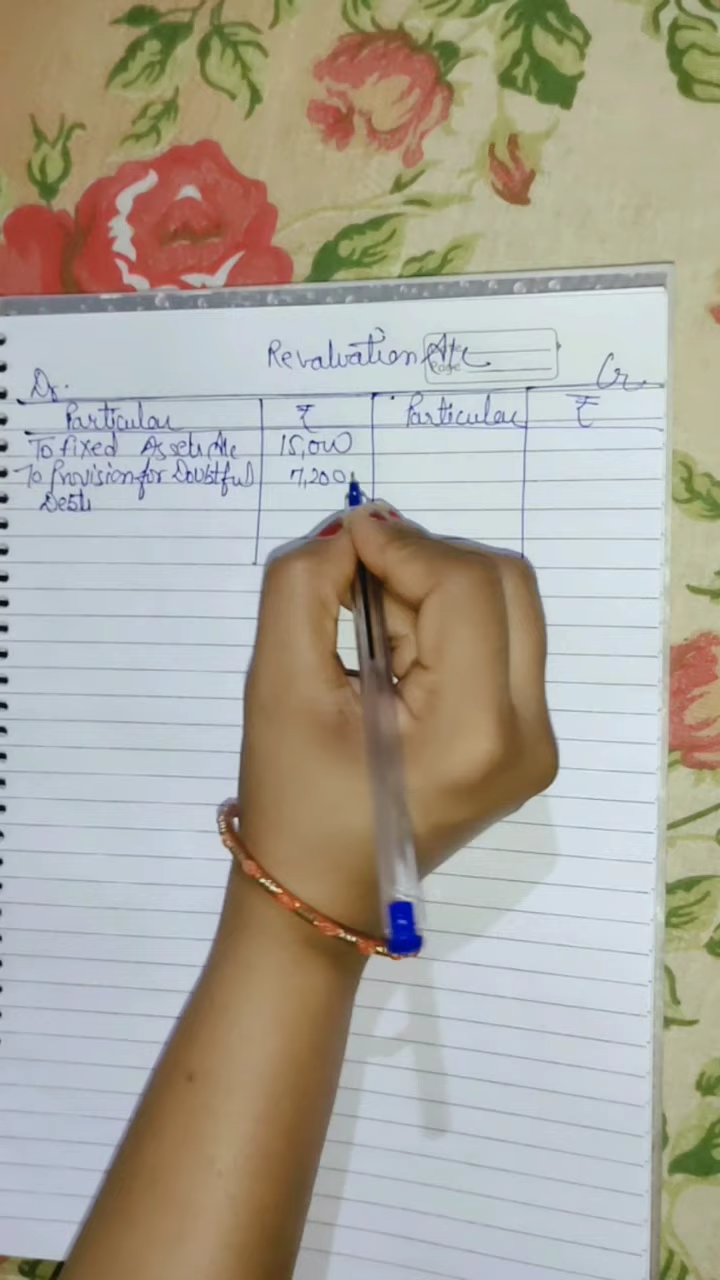 Revaluation A/c
Dr. Cr
Particular ₹ Particular ₹
To fixed Assets A/c 15,000
To Provision for Doubtful 7,200
Debts